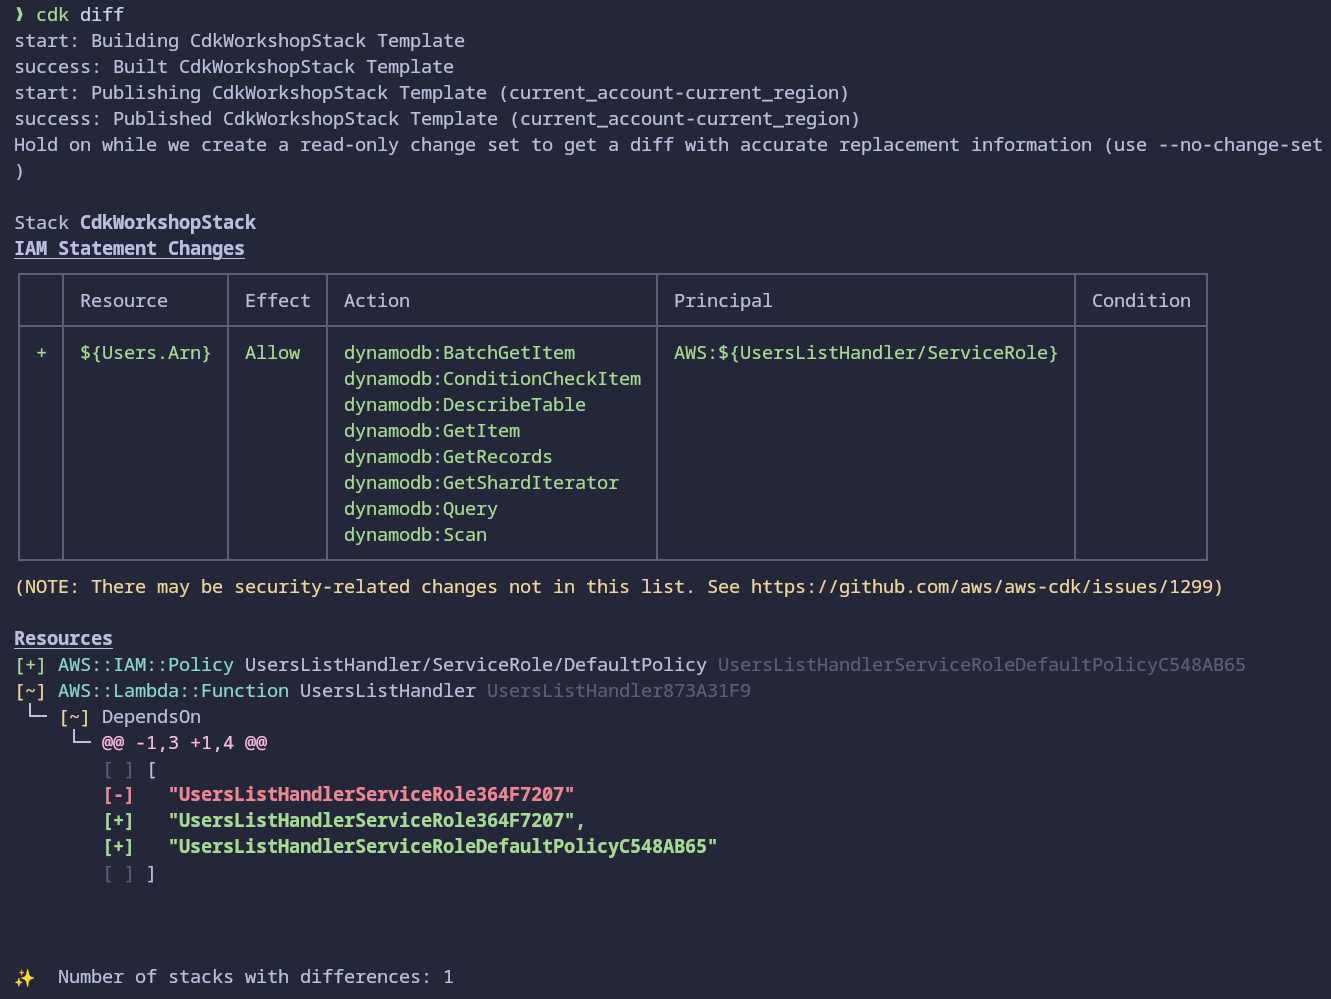 ❱ cdk diff
start: Building CdkWorkshopStack Template
success: Built CdkWorkshopStack Template
start: Publishing CdkWorkshopStack Template (current_account-current_region)
success: Published CdkWorkshopStack Template (current_account-current_region)
Hold on while we create a read-only change set to get a diff with accurate replacement information (use --no-change-set
)
Stack CdkWorkshopStack
IAM Statement Changes
Resource Effect Action Principal Condition
+ ${Users.Arn} Allow dynamodb:BatchGetItem AWS:${UsersListHandler/ServiceRole}
dynamodb:ConditionCheckItem
dynamodb:DescribeTable
dynamodb:GetItem
dynamodb:GetRecords
dynamodb:GetShardIterator
dynamodb:Query
dynamodb:Scan
(NOTE: There may be security-related changes not in this list. See https://github.com/aws/aws-cdk/issues/1299)
Resources
[+] AWS::IAM::Policy UsersListHandler/ServiceRole/DefaultPolicy UsersListHandlerServiceRoleDefaultPolicyC548AB65
[~] AWS::Lambda::Function UsersListHandler UsersListHandler873A31F9
└─ [~] DependsOn
└─ @@ -1,3 +1,4 @@
[ ] [
[-]   "UsersListHandlerServiceRole364F7207"
[+]   "UsersListHandlerServiceRole364F7207",
[+]   "UsersListHandlerServiceRoleDefaultPolicyC548AB65"
[ ] ]
✨ Number of stacks with differences: 1